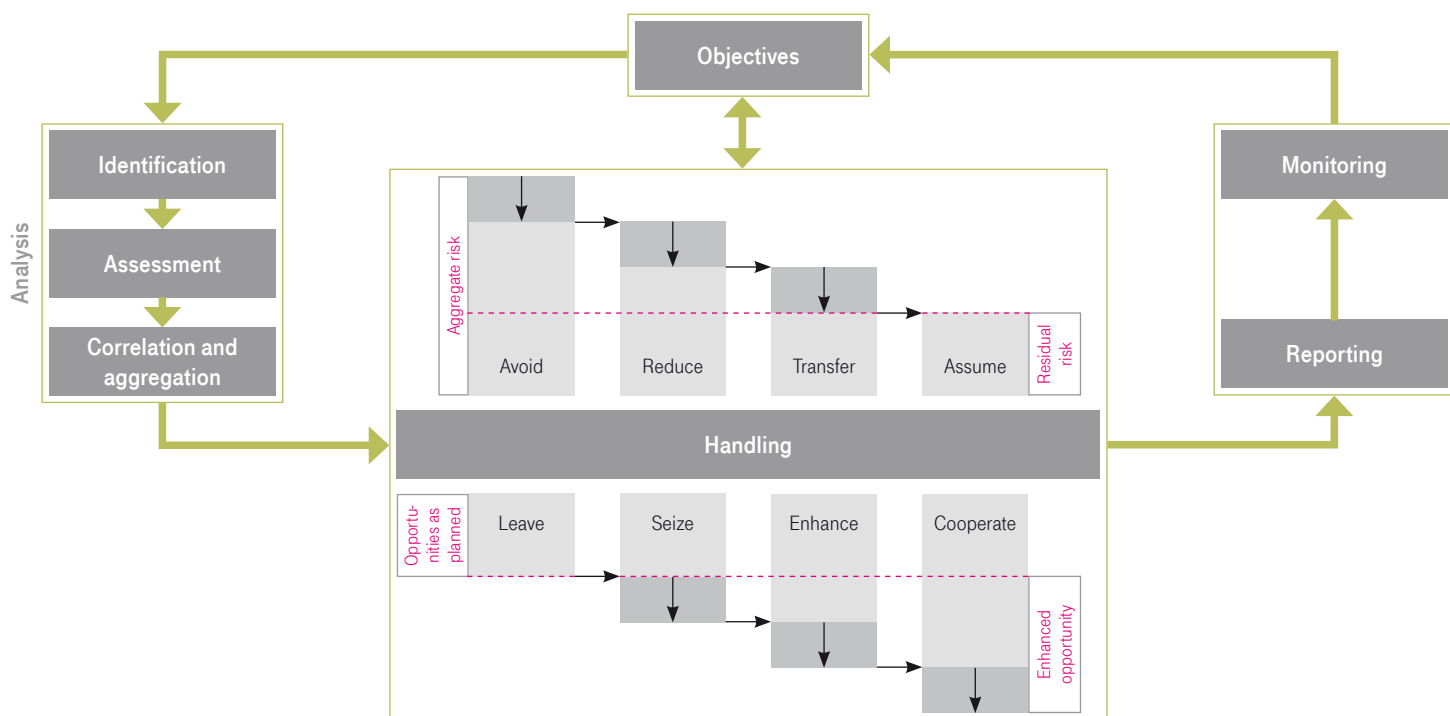 Objectives
Analysis
Identification
Assessment
Correlation and
aggregation
Aggregate risk
Avoid
Reduce
Transfer
Assume
Residual
risk
Handling
Opportu-
nities as
planned
Leave
Seize
Enhance
Cooperate
Enhanced
opportunity
Monitoring
Reporting